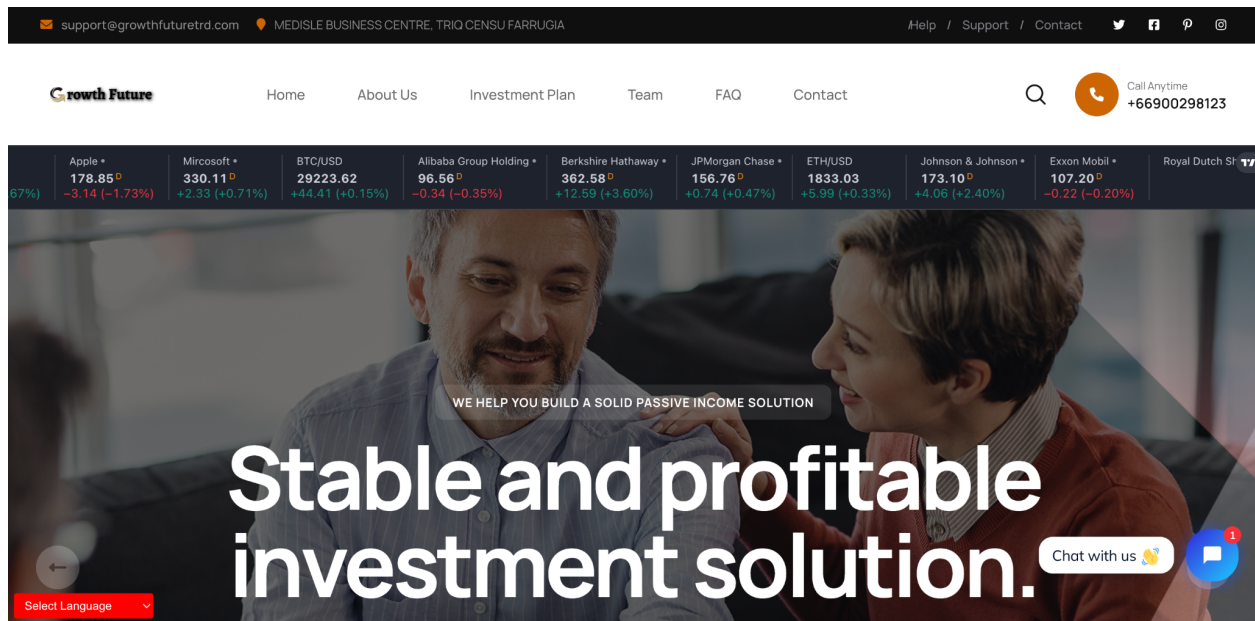 support@growthfuturetrd.com MEDISLE BUSINESS CENTRE, TRIQ CENSU FARRUGIA /Help / Support / Contact
Growth Future Home About Us Investment Plan Team FAQ Contact Call Anytime
+66900298123
Apple Mircosoft BTC/USD Alibaba Group Holding Berkshire Hathaway JPMorgan Chase ETH/USD Johnson & Johnson Exxon Mobil Royal Dutch Sh
178.85 D 330.11 D 29223.62 96.56 D 362.58 D 156.76 D 1833.03 173.10 D 107.20 D
.67%) −3.14 (−1.73%) +2.33 (+0.71%) +44.41 (+0.15%) −0.34 (−0.35%) +12.59 (+3.60%) +0.74 (+0.47%) +5.99 (+0.33%) +4.06 (+2.40%) −0.22 (−0.20%)
WE HELP YOU BUILD A SOLID PASSIVE INCOME SOLUTION
Stable and profitable
investment solution.
Chat with us 👋 1
Select Language